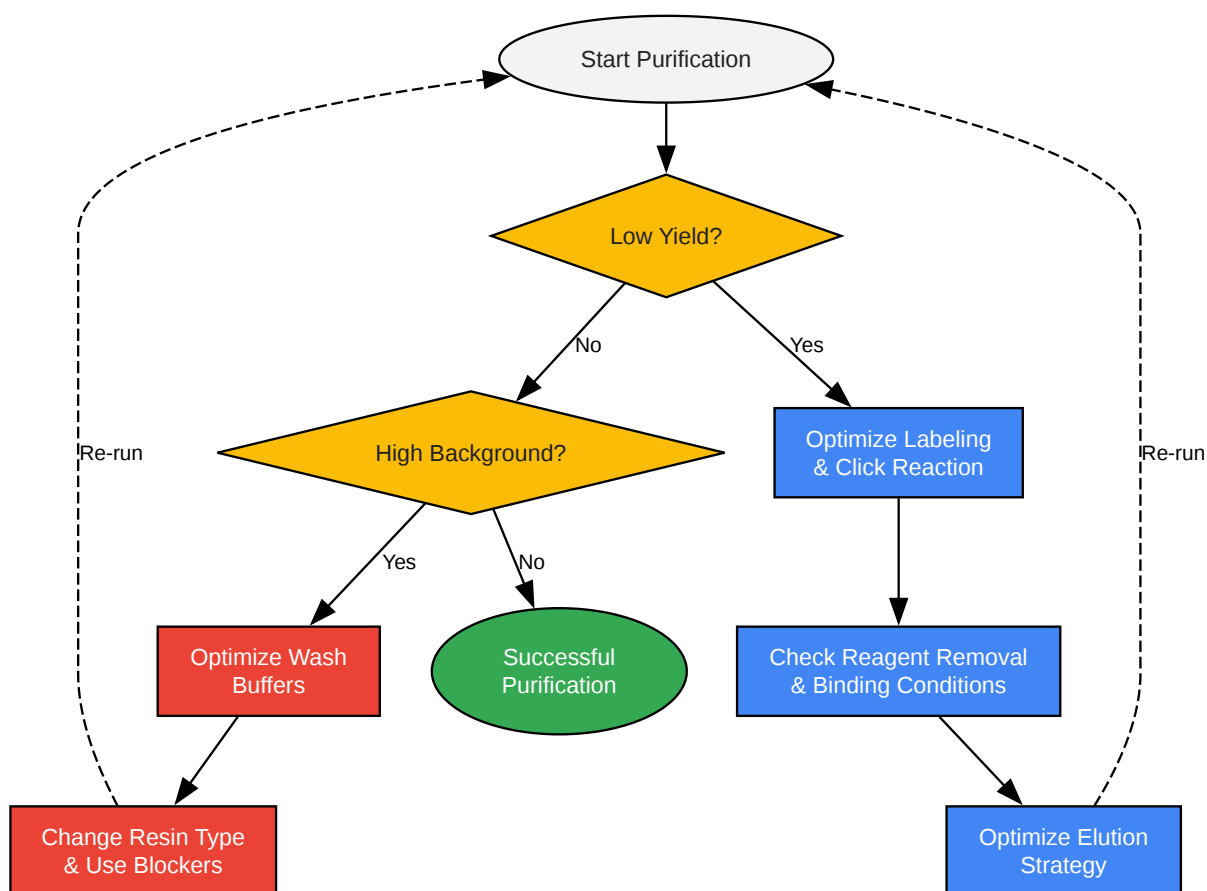 Start Purification
Low Yield?
No
Yes
High Background?
Optimize Labeling
& Click Reaction
Re-run
Re-run
Yes
No
Optimize Wash
Buffers
Successful
Purification
Check Reagent Removal
& Binding Conditions
Change Resin Type
& Use Blockers
Optimize Elution
Strategy